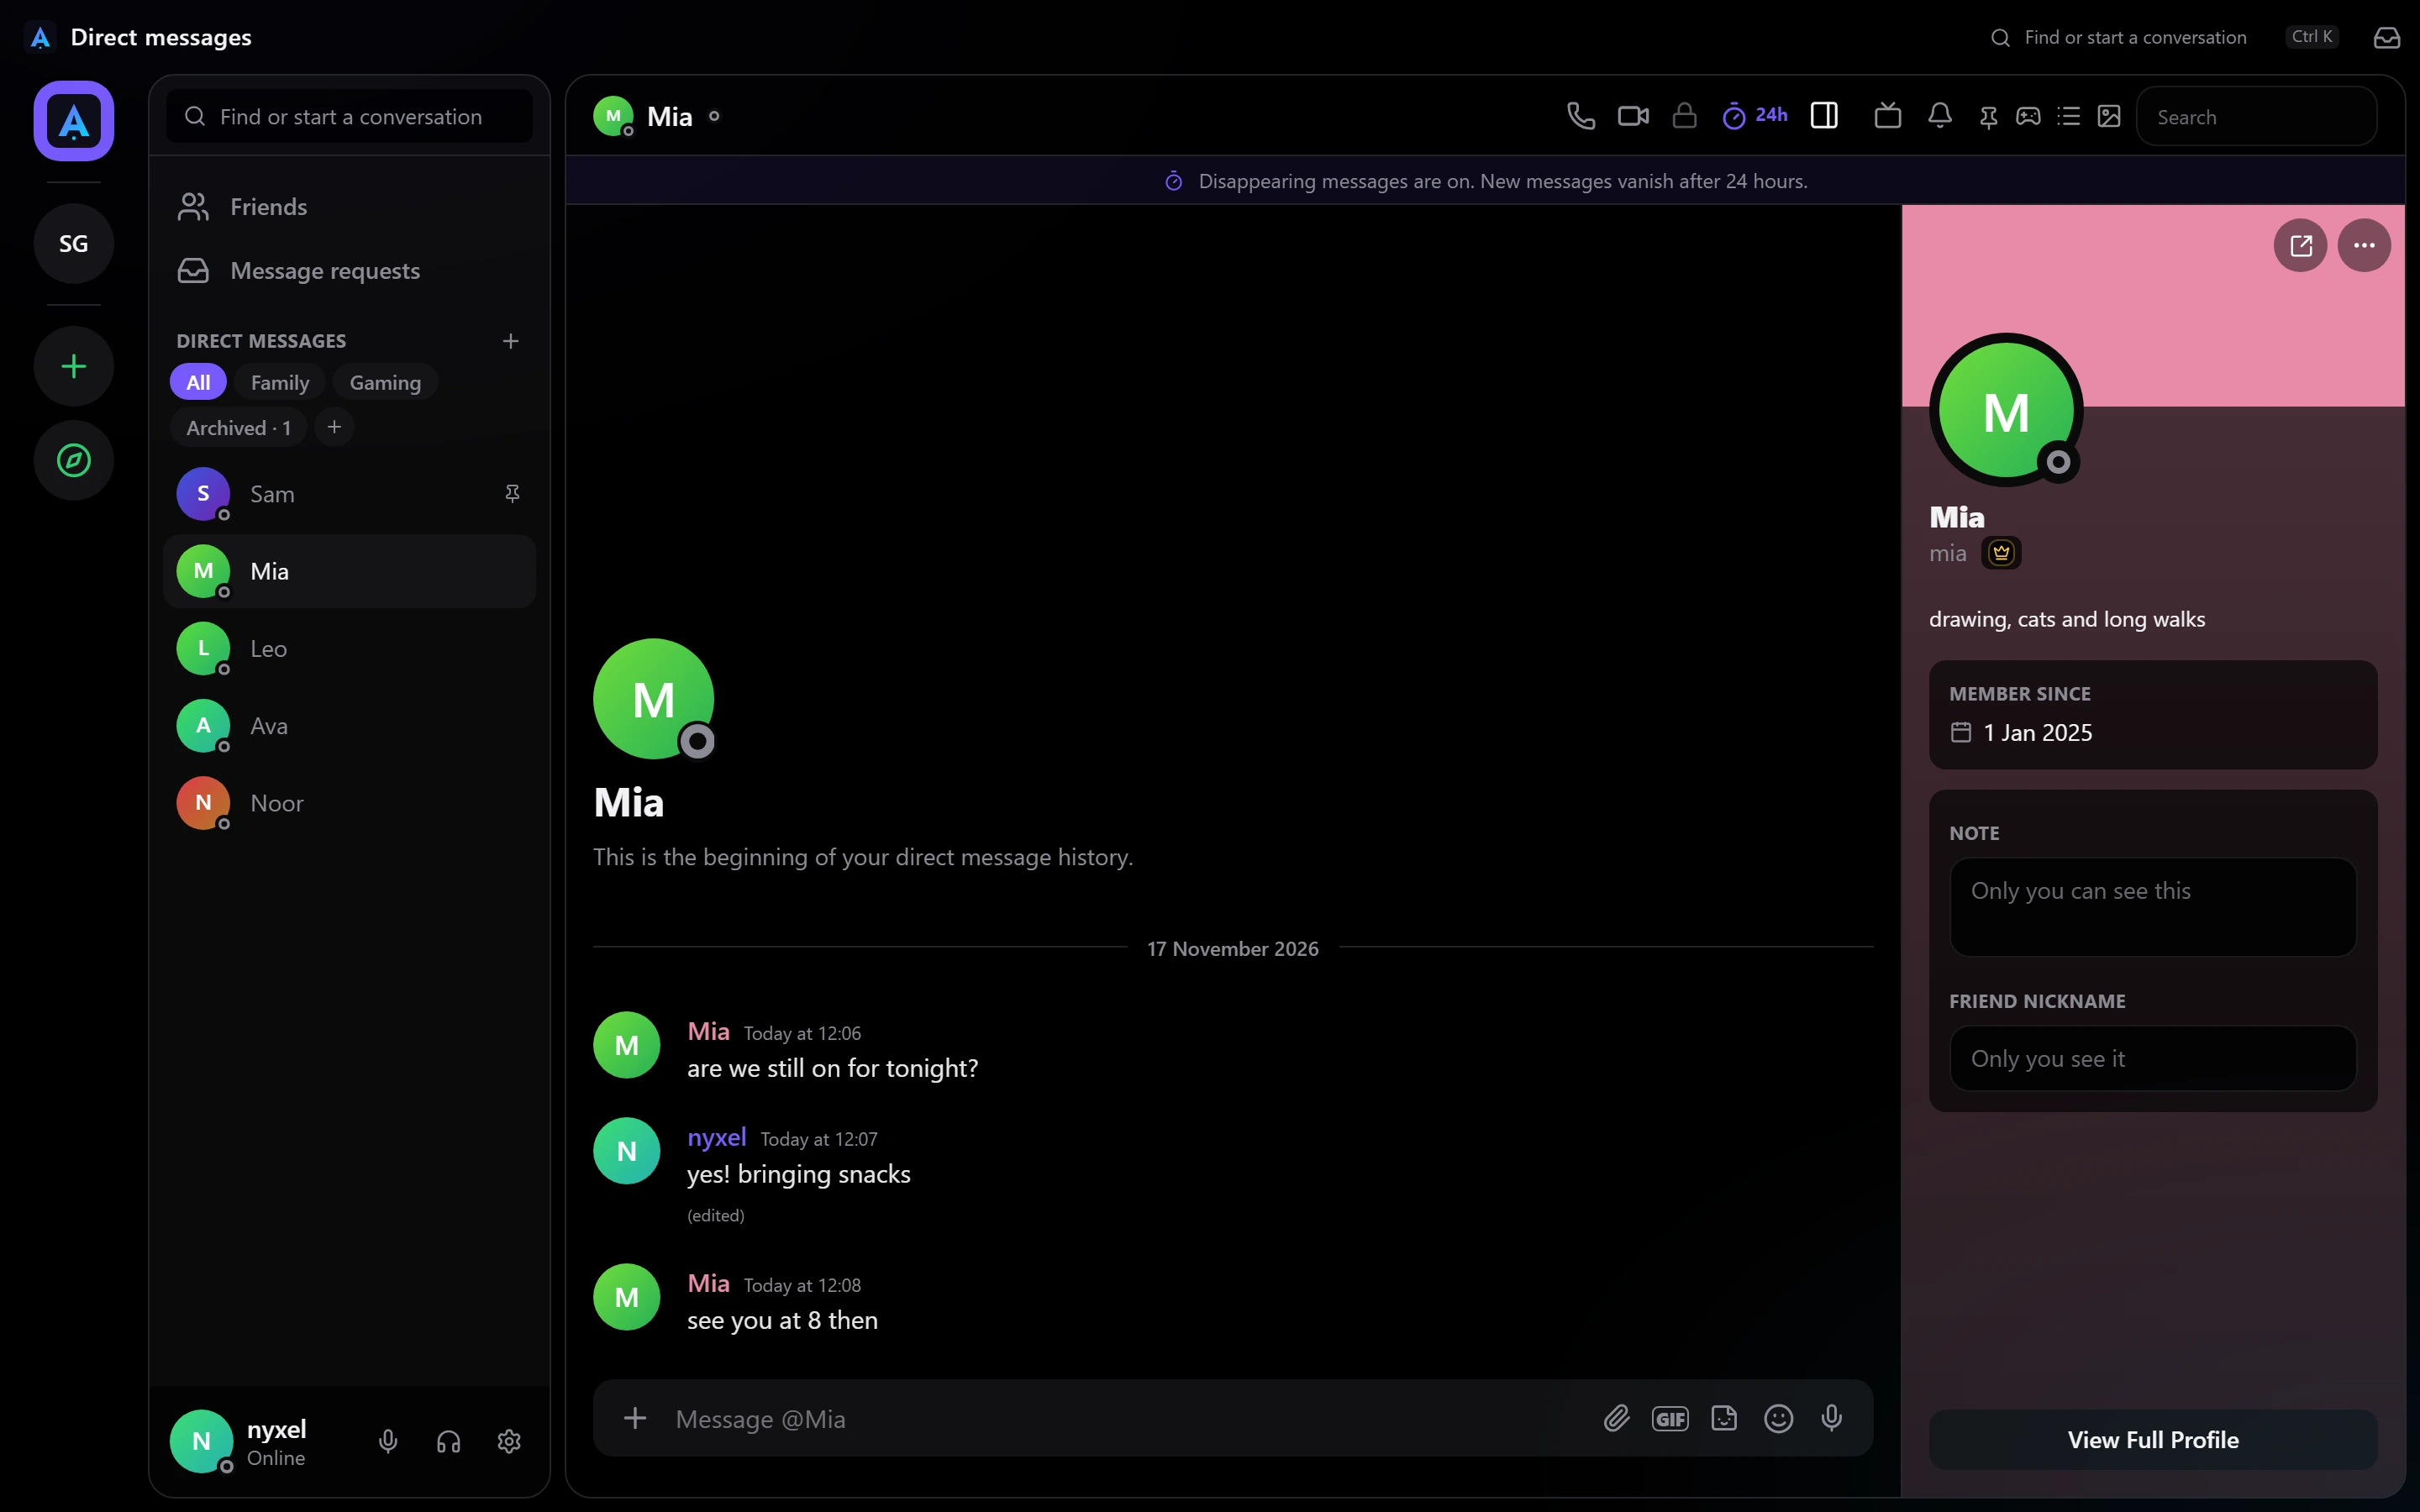 Direct messages
Find or start a conversation
Ctrl K
SG
Find or start a conversation
Friends
Message requests
DIRECT MESSAGES
All
Family
Gaming
Archived · 1
S
Sam
M
Mia
L
Leo
A
Ava
N
Noor
N
nyxel
Online
M
Mia
24h
Search
Disappearing messages are on. New messages vanish after 24 hours.
M
Mia
This is the beginning of your direct message history.
17 November 2026
M
Mia Today at 12:06
are we still on for tonight?
N
nyxel Today at 12:07
yes! bringing snacks
(edited)
M
Mia Today at 12:08
see you at 8 then
Message @Mia
GIF
M
Mia
mia
drawing, cats and long walks
MEMBER SINCE
1 Jan 2025
NOTE
Only you can see this
FRIEND NICKNAME
Only you see it
View Full Profile